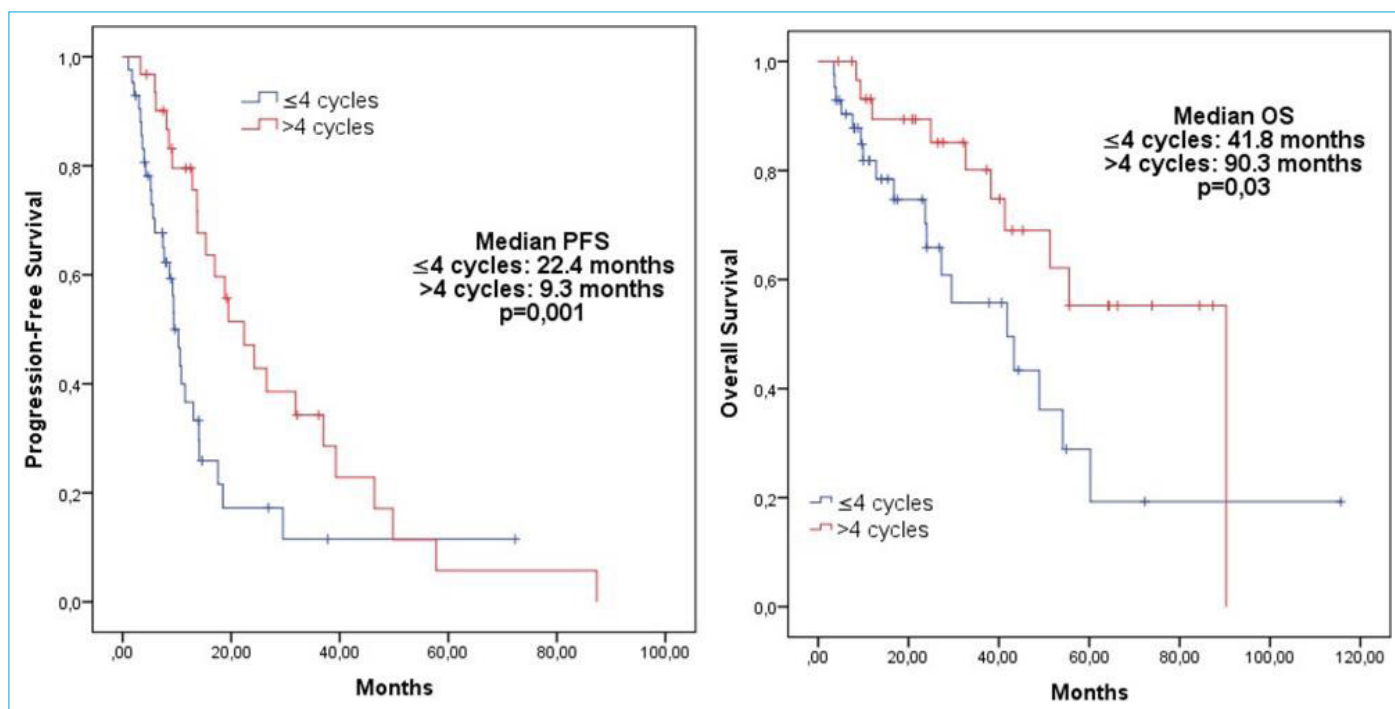 1,0
0,8
0,6
0,4
0,2
0,0
Progression-Free Survival
≤4 cycles
>4 cycles
Median PFS
≤4 cycles: 22.4 months
>4 cycles: 9.3 months
p=0,001
,00
20,00
40,00
60,00
80,00
100,00
Months
1,0
0,8
0,6
0,4
0,2
0,0
Overall Survival
Median OS
≤4 cycles: 41.8 months
>4 cycles: 90.3 months
p=0,03
≤4 cycles
>4 cycles
,00
20,00
40,00
60,00
80,00
100,00
120,00
Months